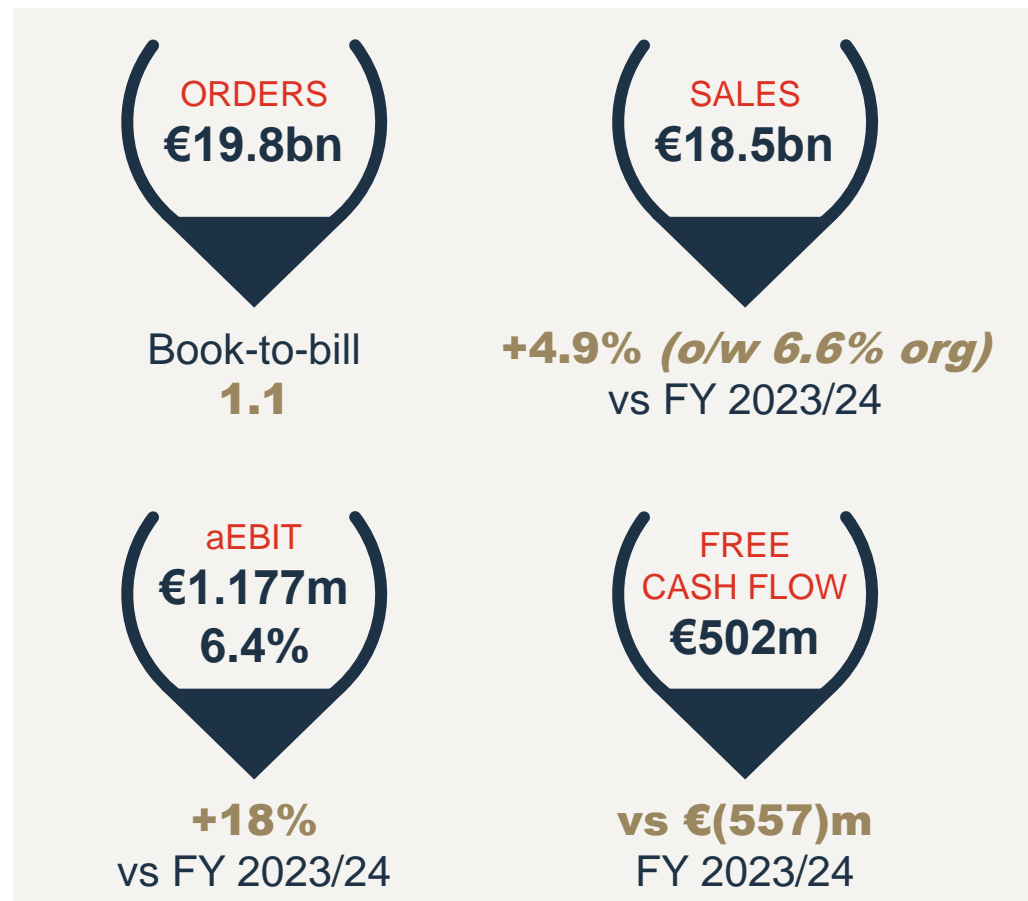 ORDERS
€19.8bn
Book-to-bill
1.1
SALES
€18.5bn
+4.9% (o/w 6.6% org)
vs FY 2023/24
aEBIT
€1.177m
6.4%
+18%
vs FY 2023/24
FREE
CASH FLOW
€502m
vs €(557)m
FY 2023/24